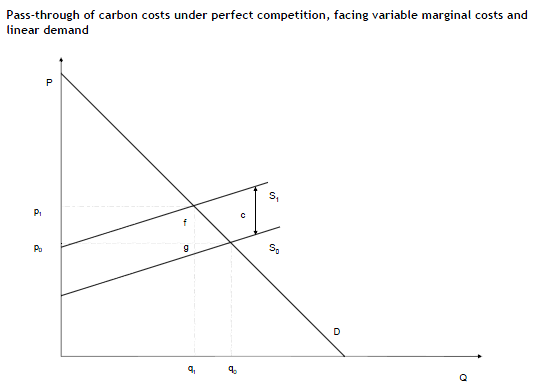 Pass-through of carbon costs under perfect competition, facing variable marginal costs and
linear demand
P
S₁
P₁
c
f
P₀
g
S₀
D
q₁
q₀
Q